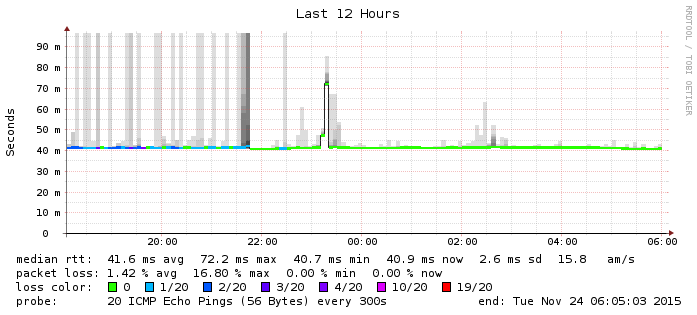 Last 12 Hours
RRDTOOL / TOBI OETIKER
Seconds
90 m
80 m
70 m
60 m
50 m
40 m
30 m
20 m
10 m
0
20:00 22:00 00:00 02:00 04:00 06:00
median rtt: 41.6 ms avg 72.2 ms max 40.7 ms min 40.9 ms now 2.6 ms sd 15.8 am/s
packet loss: 1.42 % avg 16.80 % max 0.00 % min 0.00 % now
loss color: 0 1/20 2/20 3/20 4/20 10/20 19/20
probe: 20 ICMP Echo Pings (56 Bytes) every 300s end: Tue Nov 24 06:05:03 2015